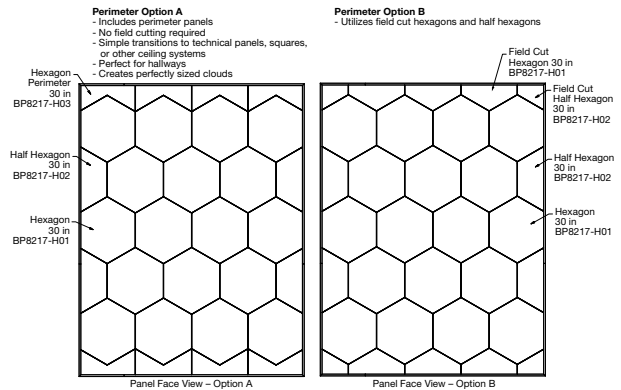 Perimeter Option A
- Includes perimeter panels
- No field cutting required
- Simple transitions to technical panels, squares,
or other ceiling systems
- Perfect for hallways
- Creates perfectly sized clouds
Perimeter Option B
- Utilizes field cut hexagons and half hexagons
Hexagon
Perimeter
30 in
BP8217-H03
Half Hexagon
30 in
BP8217-H02
Hexagon
30 in
BP8217-H01
Field Cut
Hexagon 30 in
BP8217-H01
Field Cut
Half Hexagon
30 in
BP8217-H02
Half Hexagon
30 in
BP8217-H02
Hexagon
30 in
BP8217-H01
Panel Face View – Option A
Panel Face View – Option B